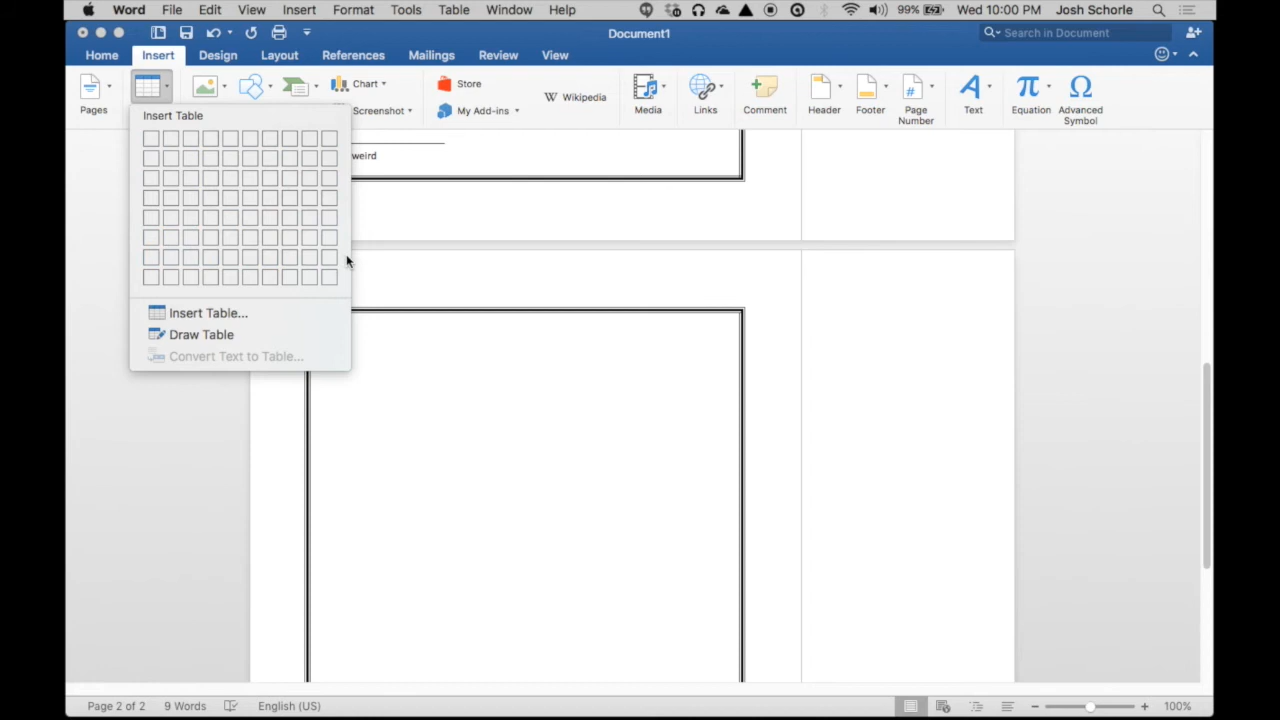 Word File Edit View Insert Format Tools Table Window Help 99% Wed 10:00 PM Josh Schorle
Document1 Search in Document
Home Insert Design Layout References Mailings Review View
Chart Store
Screenshot My Add-ins Wikipedia
Pages Media Links Comment Header Footer Page Number Text Equation Advanced Symbol
Insert Table
weird
Insert Table...
Draw Table
Convert Text to Table...
Page 2 of 2 9 Words English (US) 100%